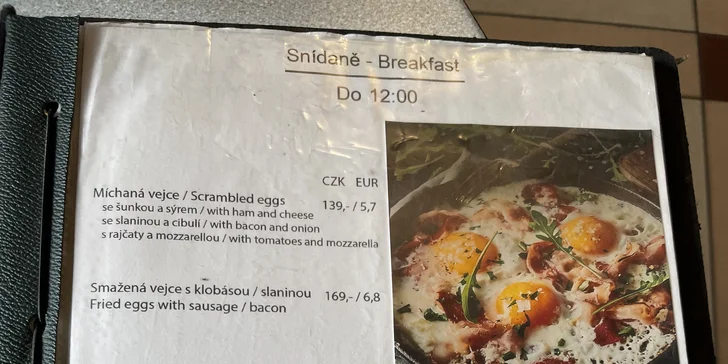 Snídaně - Breakfast
Do 12:00
CZK EUR
Míchaná vejce / Scrambled eggs 139,- / 5,7
se šunkou a sýrem / with ham and cheese
se slaninou a cibulí / with bacon and onion
s rajčaty a mozzarellou / with tomatoes and mozzarella
Smažená vejce s klobásou / slaninou 169,- / 6,8
Fried eggs with sausage / bacon